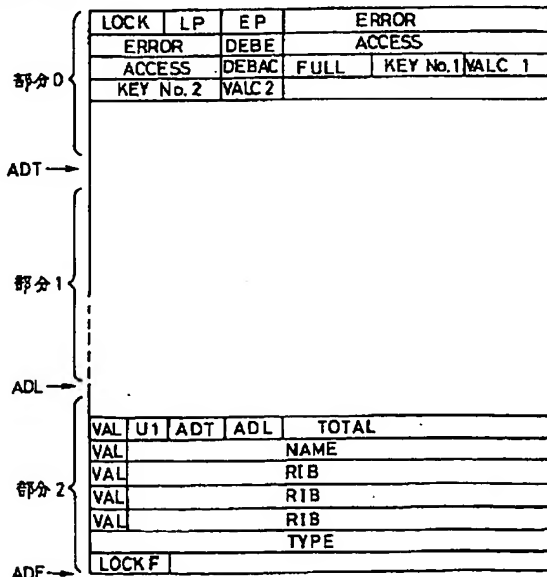 LOCK LP EP ERROR
ERROR DEBE ACCESS
部分0 ACCESS DEBAC FULL KEY No.1 VALC 1
KEY No. 2 VALC 2
ADT
部分1
ADL
VAL U1 ADT ADL TOTAL
VAL NAME
部分2 VAL RIB
VAL RIB
VAL RIB
TYPE
ADF LOCK F